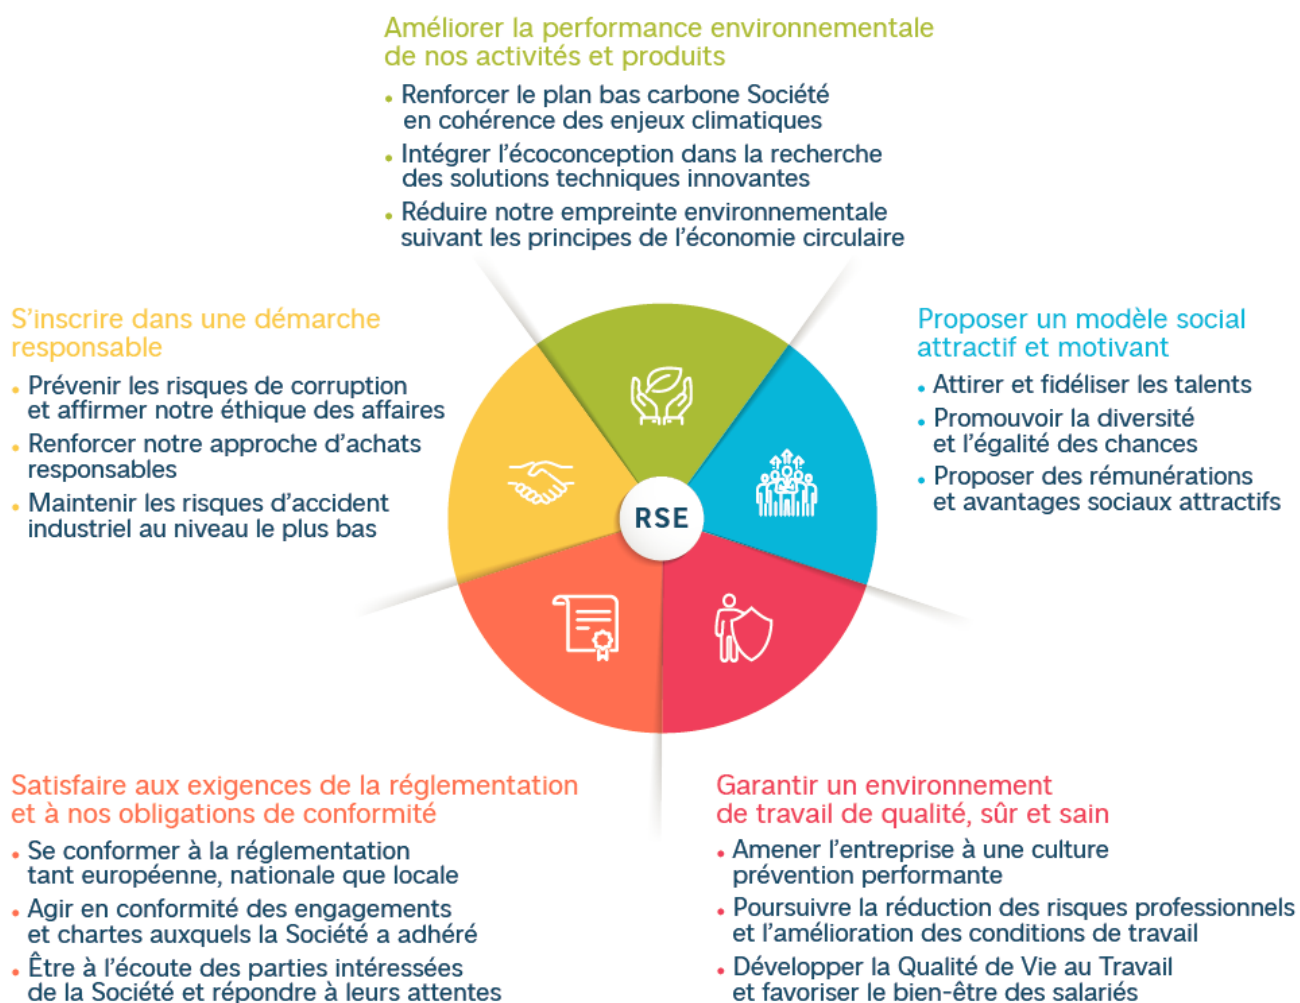 Améliorer la performance environnementale
de nos activités et produits
• Renforcer le plan bas carbone Société
en cohérence des enjeux climatiques
• Intégrer l'écoconception dans la recherche
des solutions techniques innovantes
• Réduire notre empreinte environnementale
suivant les principes de l'économie circulaire
S'inscrire dans une démarche
responsable
• Prévenir les risques de corruption
et affirmer notre éthique des affaires
• Renforcer notre approche d'achats
responsables
• Maintenir les risques d'accident
industriel au niveau le plus bas
RSE
Proposer un modèle social
attractif et motivant
• Attirer et fidéliser les talents
• Promouvoir la diversité
et l'égalité des chances
• Proposer des rémunérations
et avantages sociaux attractifs
Satisfaire aux exigences de la réglementation
et à nos obligations de conformité
• Se conformer à la réglementation
tant européenne, nationale que locale
• Agir en conformité des engagements
et chartes auxquels la Société a adhéré
• Être à l'écoute des parties intéressées
de la Société et répondre à leurs attentes
Garantir un environnement
de travail de qualité, sûr et sain
• Amener l'entreprise à une culture
prévention performante
• Poursuivre la réduction des risques professionnels
et l'amélioration des conditions de travail
• Développer la Qualité de Vie au Travail
et favoriser le bien-être des salariés